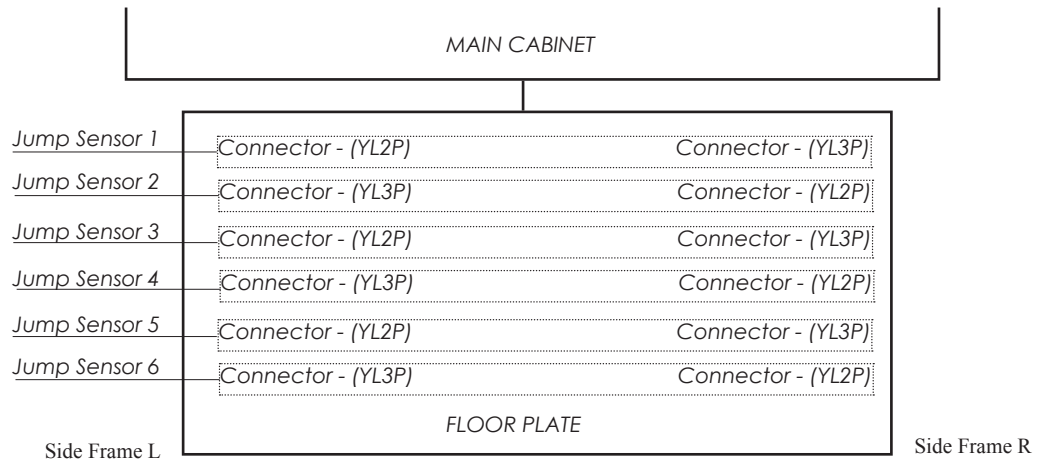 MAIN CABINET
Jump Sensor 1
Connector - (YL2P) Connector - (YL3P)
Jump Sensor 2
Connector - (YL3P) Connector - (YL2P)
Jump Sensor 3
Connector - (YL2P) Connector - (YL3P)
Jump Sensor 4
Connector - (YL3P) Connector - (YL2P)
Jump Sensor 5
Connector - (YL2P) Connector - (YL3P)
Jump Sensor 6
Connector - (YL3P) Connector - (YL2P)
FLOOR PLATE
Side Frame L Side Frame R